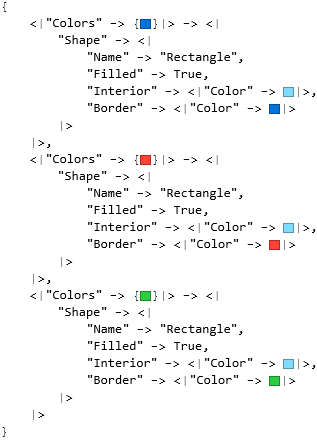 {
<|"Colors" -> {}|> -> <|
"Shape" -> <|
"Name" -> "Rectangle",
"Filled" -> True,
"Interior" -> <|"Color" -> |>,
"Border" -> <|"Color" -> |>
|>
|>,
<|"Colors" -> {}|> -> <|
"Shape" -> <|
"Name" -> "Rectangle",
"Filled" -> True,
"Interior" -> <|"Color" -> |>,
"Border" -> <|"Color" -> |>
|>
|>,
<|"Colors" -> {}|> -> <|
"Shape" -> <|
"Name" -> "Rectangle",
"Filled" -> True,
"Interior" -> <|"Color" -> |>,
"Border" -> <|"Color" -> |>
|>
|>
}